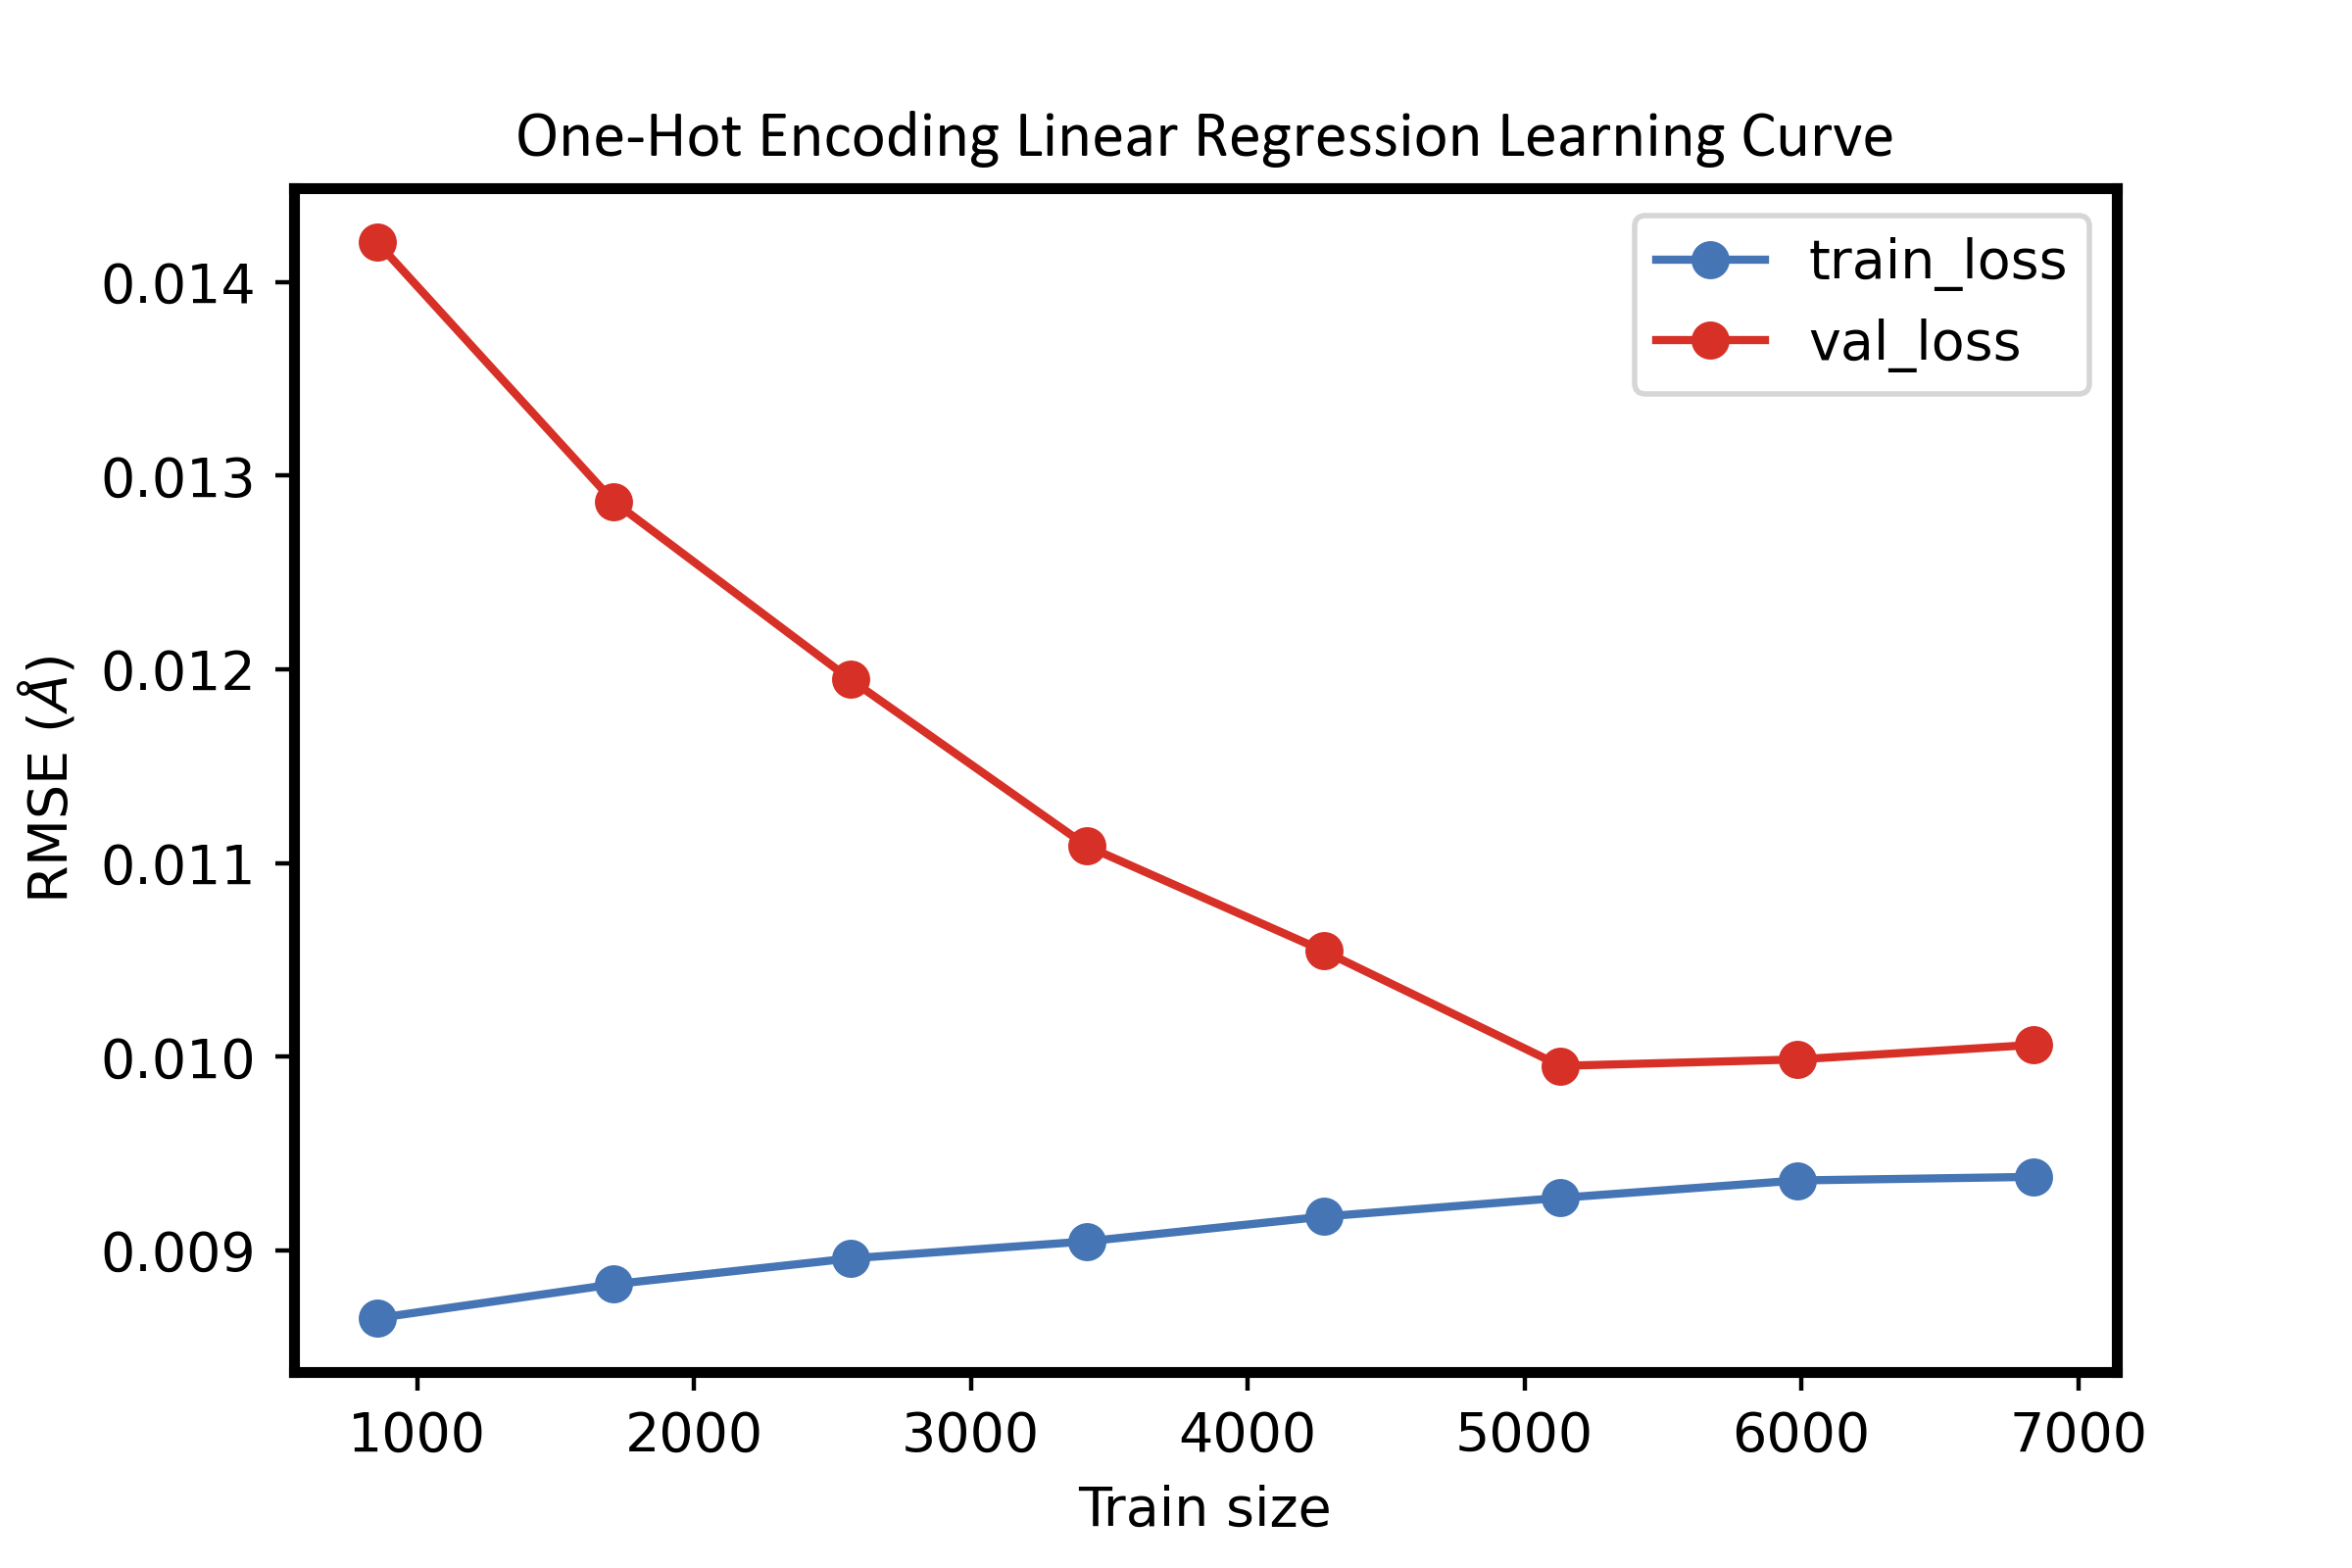 One-Hot Encoding Linear Regression Learning Curve
train_loss
val_loss
0.014
0.013
0.012
0.011
0.010
0.009
RMSE (Å)
1000 2000 3000 4000 5000 6000 7000
Train size